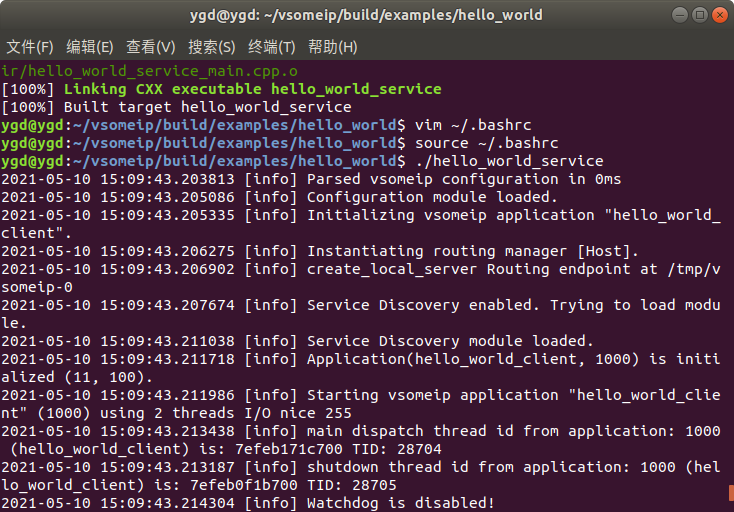 ygd@ygd: ~/vsomeip/build/examples/hello_world
文件(F) 编辑(E) 查看(V) 搜索(S) 终端(T) 帮助(H)
ir/hello_world_service_main.cpp.o
[100%] Linking CXX executable hello_world_service
[100%] Built target hello_world_service
ygd@ygd:~/vsomeip/build/examples/hello_world$ vim ~/.bashrc
ygd@ygd:~/vsomeip/build/examples/hello_world$ source ~/.bashrc
ygd@ygd:~/vsomeip/build/examples/hello_world$ ./hello_world_service
2021-05-10 15:09:43.203813 [info] Parsed vsomeip configuration in 0ms
2021-05-10 15:09:43.205086 [info] Configuration module loaded.
2021-05-10 15:09:43.205335 [info] Initializing vsomeip application "hello_world_
client".
2021-05-10 15:09:43.206275 [info] Instantiating routing manager [Host].
2021-05-10 15:09:43.206902 [info] create_local_server Routing endpoint at /tmp/v
someip-0
2021-05-10 15:09:43.207674 [info] Service Discovery enabled. Trying to load modu
le.
2021-05-10 15:09:43.211038 [info] Service Discovery module loaded.
2021-05-10 15:09:43.211718 [info] Application(hello_world_client, 1000) is initi
alized (11, 100).
2021-05-10 15:09:43.211986 [info] Starting vsomeip application "hello_world_clie
nt" (1000) using 2 threads I/O nice 255
2021-05-10 15:09:43.213438 [info] main dispatch thread id from application: 1000
 (hello_world_client) is: 7efeb171c700 TID: 28704
2021-05-10 15:09:43.213187 [info] shutdown thread id from application: 1000 (hel
lo_world_client) is: 7efeb0f1b700 TID: 28705
2021-05-10 15:09:43.214304 [info] Watchdog is disabled!